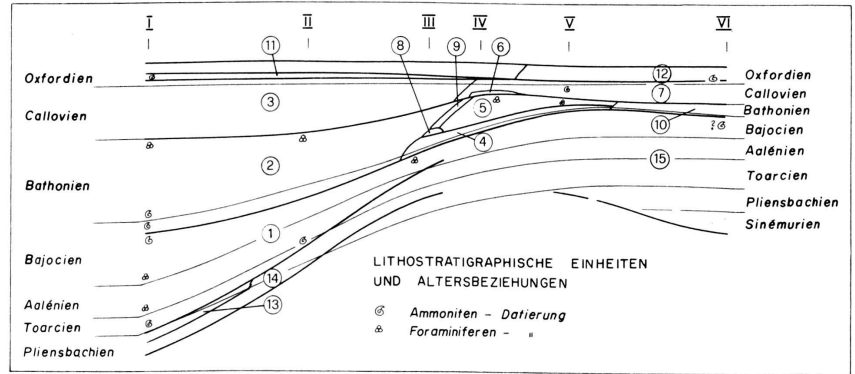 I II III IV V VI
11 8 9 6
Oxfordien 12 Oxfordien
3 5 7 Callovien
Callovien Bathonien
4 10 ? Bajocien
2 15 Aalénien
Bathonien Toarcien
Pliensbachien
1 Sinémurien
Bajocien
LITHOSTRATIGRAPHISCHE EINHEITEN
14 UND ALTERSBEZIEHUNGEN
Aalénien 13
Ammoniten - Datierung
Toarcien
Foraminiferen - "
Pliensbachien